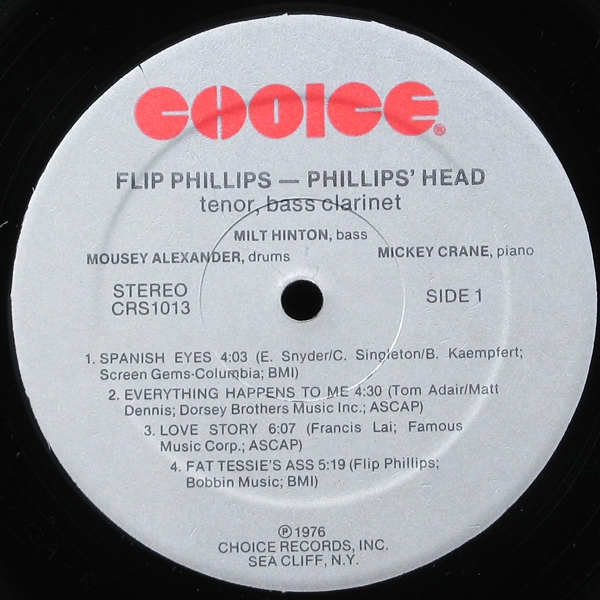 CHOICE®
FLIP PHILLIPS — PHILLIPS' HEAD
tenor, bass clarinet
MILT HINTON, bass
MOUSEY ALEXANDER, drums
MICKEY CRANE, piano
STEREO
CRS1013
SIDE 1
1. SPANISH EYES 4:03 (E. Snyder/C. Singleton/B. Kaempfert;
Screen Gems-Columbia; BMI)
2. EVERYTHING HAPPENS TO ME 4:30 (Tom Adair/Matt
Dennis; Dorsey Brothers Music Inc.; ASCAP)
3. LOVE STORY 6:07 (Francis Lai; Famous
Music Corp.; ASCAP)
4. FAT TESSIE'S ASS 5:19 (Flip Phillips;
Bobbin Music; BMI)
℗ 1976
CHOICE RECORDS, INC.
SEA CLIFF, N.Y.